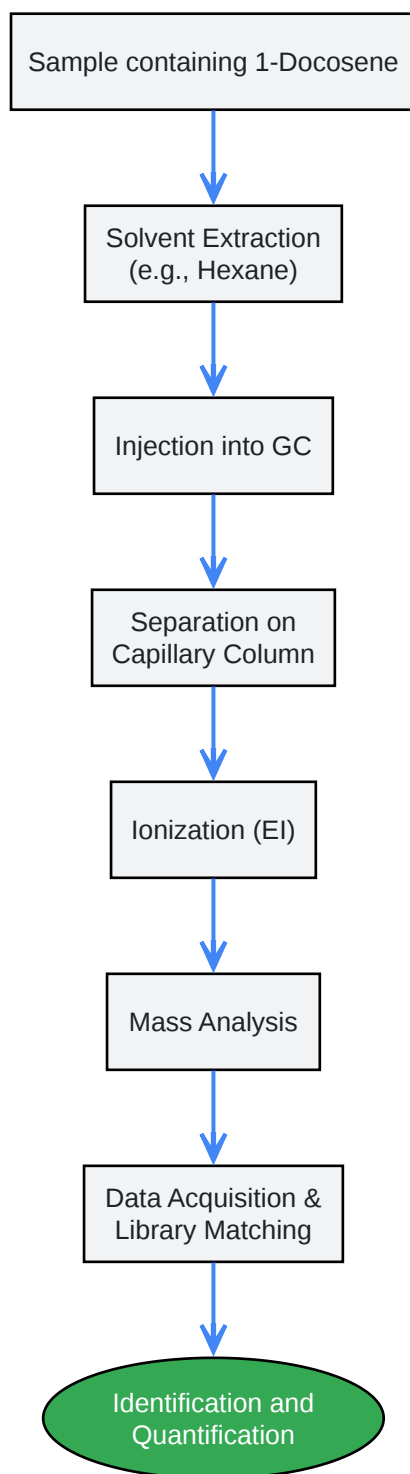 Sample containing 1-Docosene
Solvent Extraction
(e.g., Hexane)
Injection into GC
Separation on
Capillary Column
Ionization (EI)
Mass Analysis
Data Acquisition &
Library Matching
Identification and
Quantification